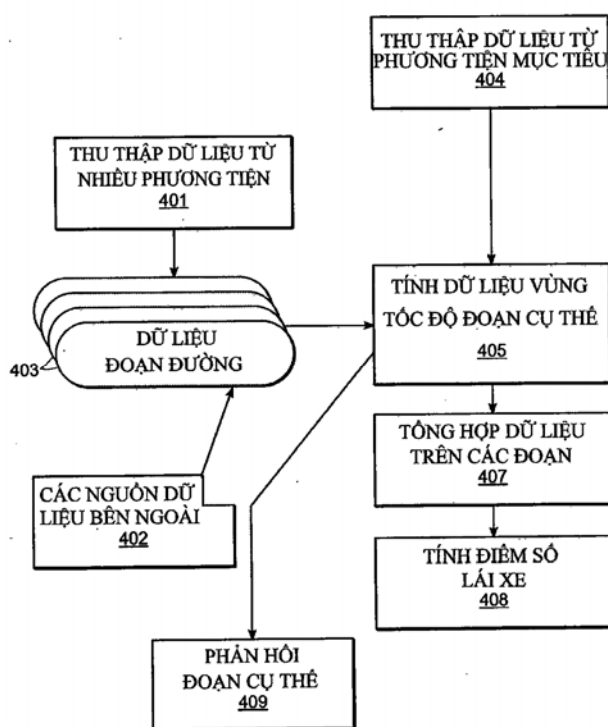 THU THẬP DỮ LIỆU TỪ
PHƯƠNG TIỆN MỤC TIÊU
404
THU THẬP DỮ LIỆU TỪ
NHIỀU PHƯƠNG TIỆN
401
DỮ LIỆU
ĐOẠN ĐƯỜNG
403
TÍNH DỮ LIỆU VÙNG
TỐC ĐỘ ĐOẠN CỤ THỂ
405
TỔNG HỢP DỮ LIỆU
TRÊN CÁC ĐOẠN
407
CÁC NGUỒN DỮ
LIỆU BÊN NGOÀI
402
TÍNH ĐIỂM SỐ
LÁI XE
408
PHẢN HỒI
ĐOẠN CỤ THỂ
409